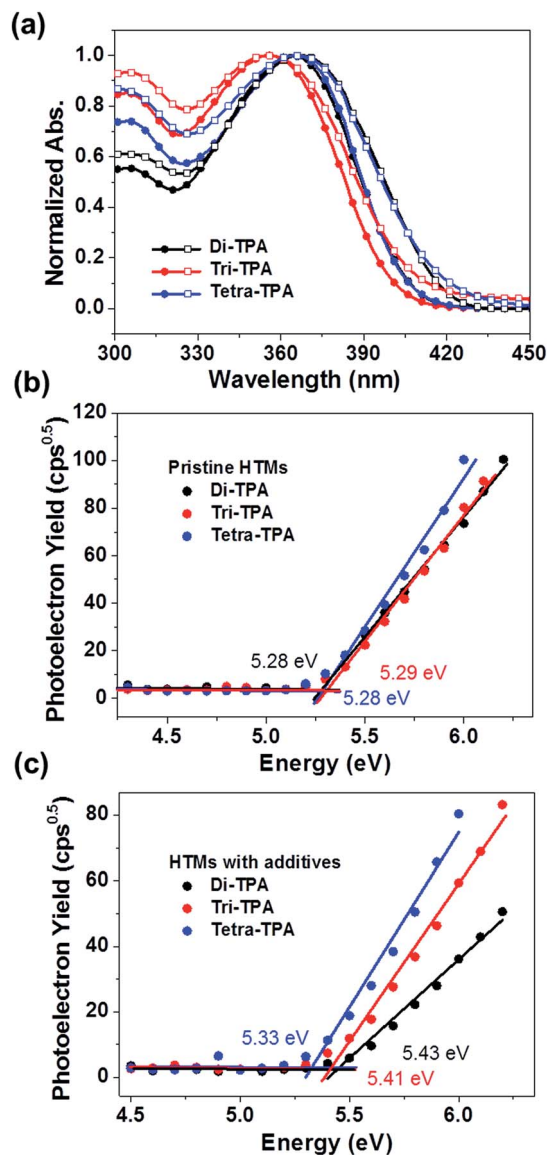 (a)
Normalized Abs.
1.0
0.8
0.6
0.4
0.2
0.0
Di-TPA
Tri-TPA
Tetra-TPA
300 330 360 390 420 450
Wavelength (nm)
(b)
Photoelectron Yield (cps^0.5)
120
100
80
60
40
20
0
Pristine HTMs
Di-TPA
Tri-TPA
Tetra-TPA
5.28 eV
5.29 eV
5.28 eV
4.5 5.0 5.5 6.0
Energy (eV)
(c)
Photoelectron Yield (cps^0.5)
80
60
40
20
0
HTMs with additives
Di-TPA
Tri-TPA
Tetra-TPA
5.33 eV
5.43 eV
5.41 eV
4.5 5.0 5.5 6.0
Energy (eV)